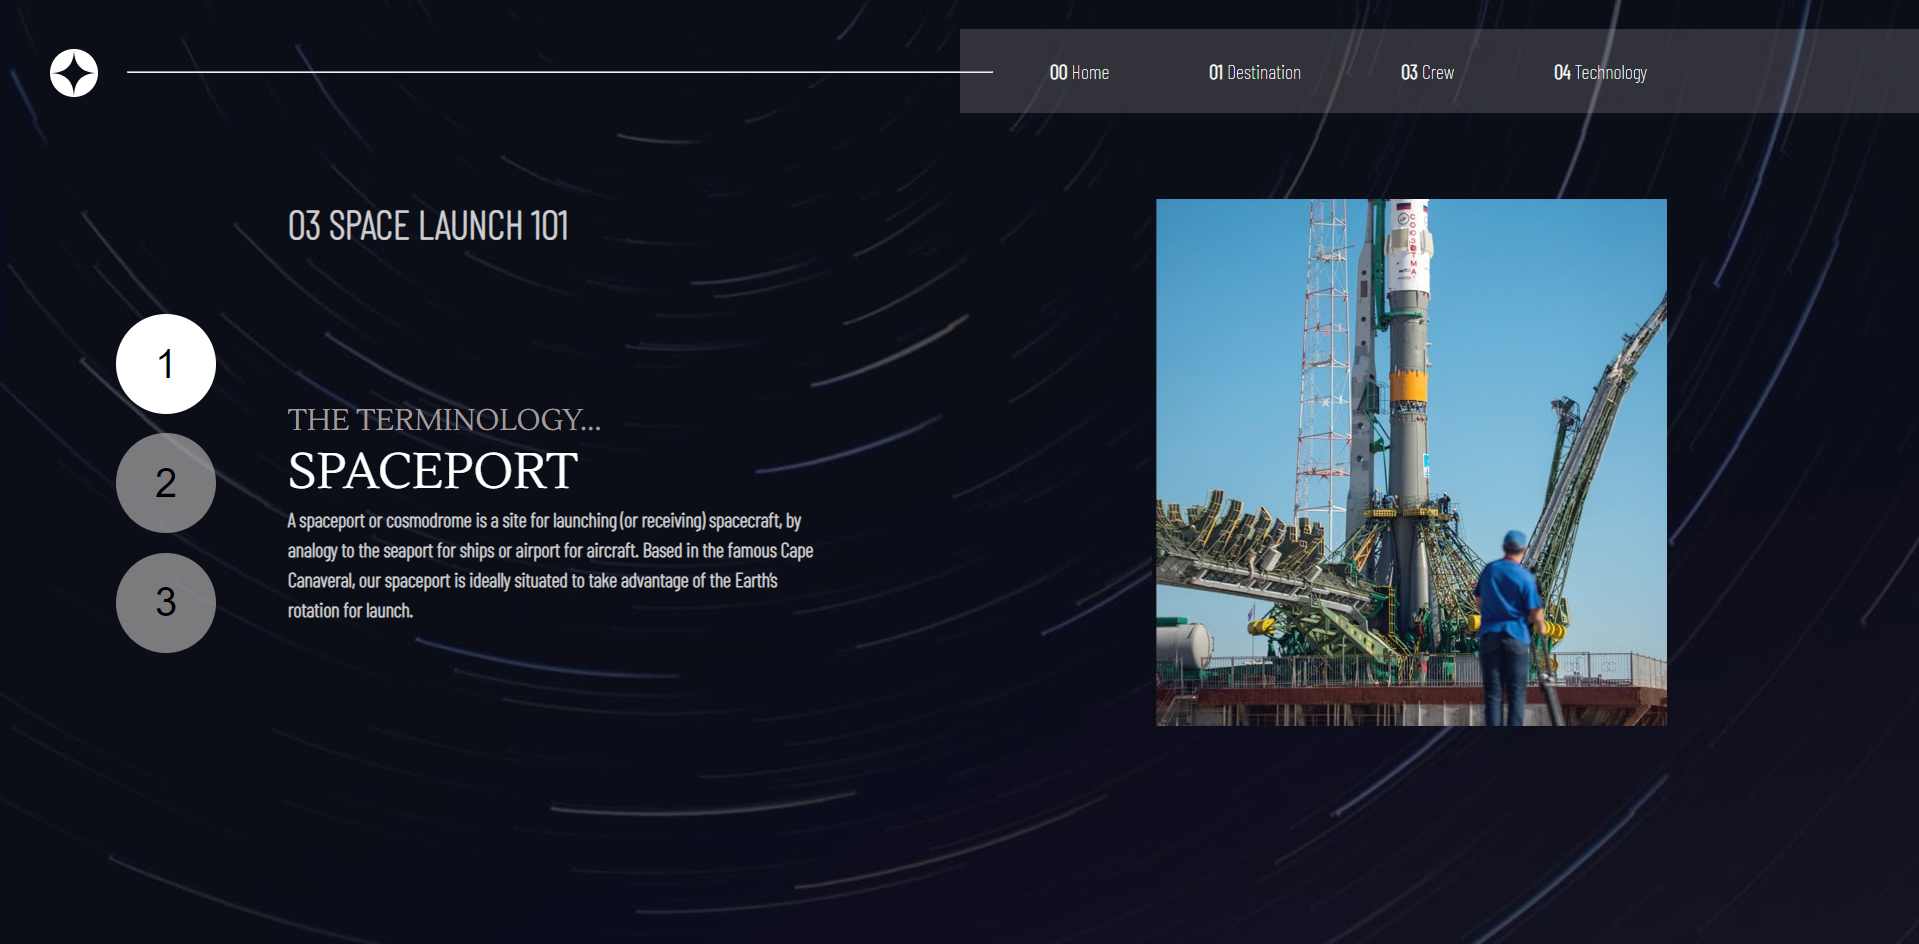 00 Home
01 Destination
03 Crew
04 Technology
03 SPACE LAUNCH 101
1
2
3
THE TERMINOLOGY...
SPACEPORT
A spaceport or cosmodrome is a site for launching (or receiving) spacecraft, by
analogy to the seaport for ships or airport for aircraft. Based in the famous Cape
Canaveral, our spaceport is ideally situated to take advantage of the Earth's
rotation for launch.